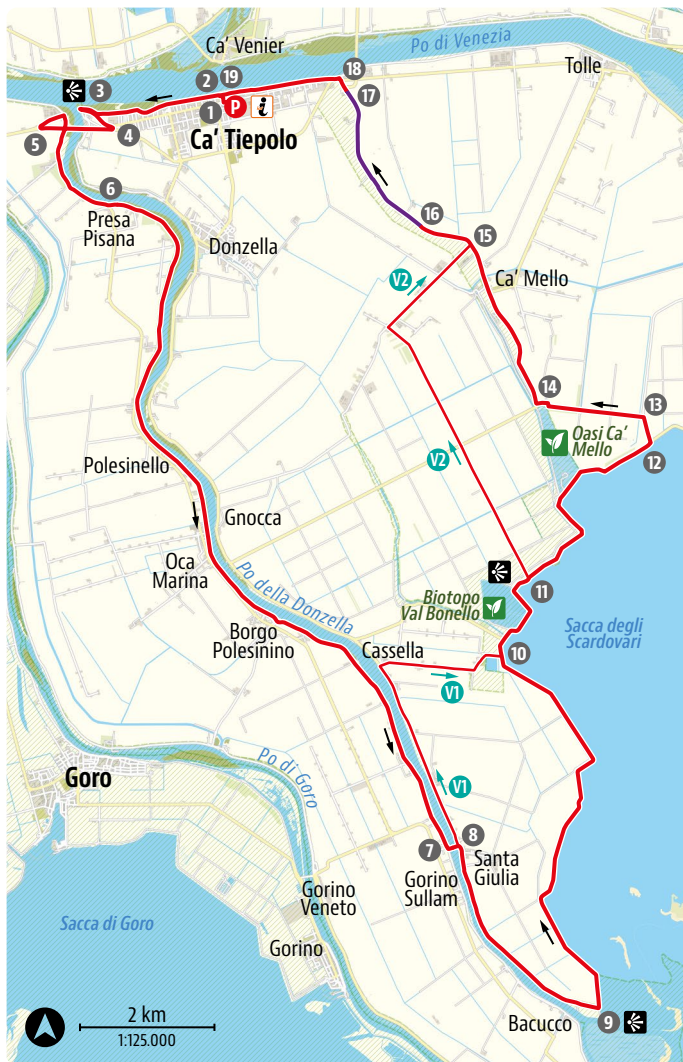 Ca' Venier
Po di Venezia
Tolle
3
2
19
18
1
P
i
17
5
4
Ca' Tiepolo
6
Presa
Pisana
16
15
Donzella
V2
Ca' Mello
14
13
Oasi Ca'
Mello
12
Polesinello
V2
Gnocca
Oca
Marina
Po della Donzella
11
Biotopo
Val Bonello
Sacca degli
Scardovari
Borgo
Polesinino
Cassella
10
V1
Po di Goro
Goro
V1
8
7
Santa
Giulia
Gorino
Sullam
Gorino
Veneto
Sacca di Goro
Gorino
2 km
1:125.000
Bacucco
9